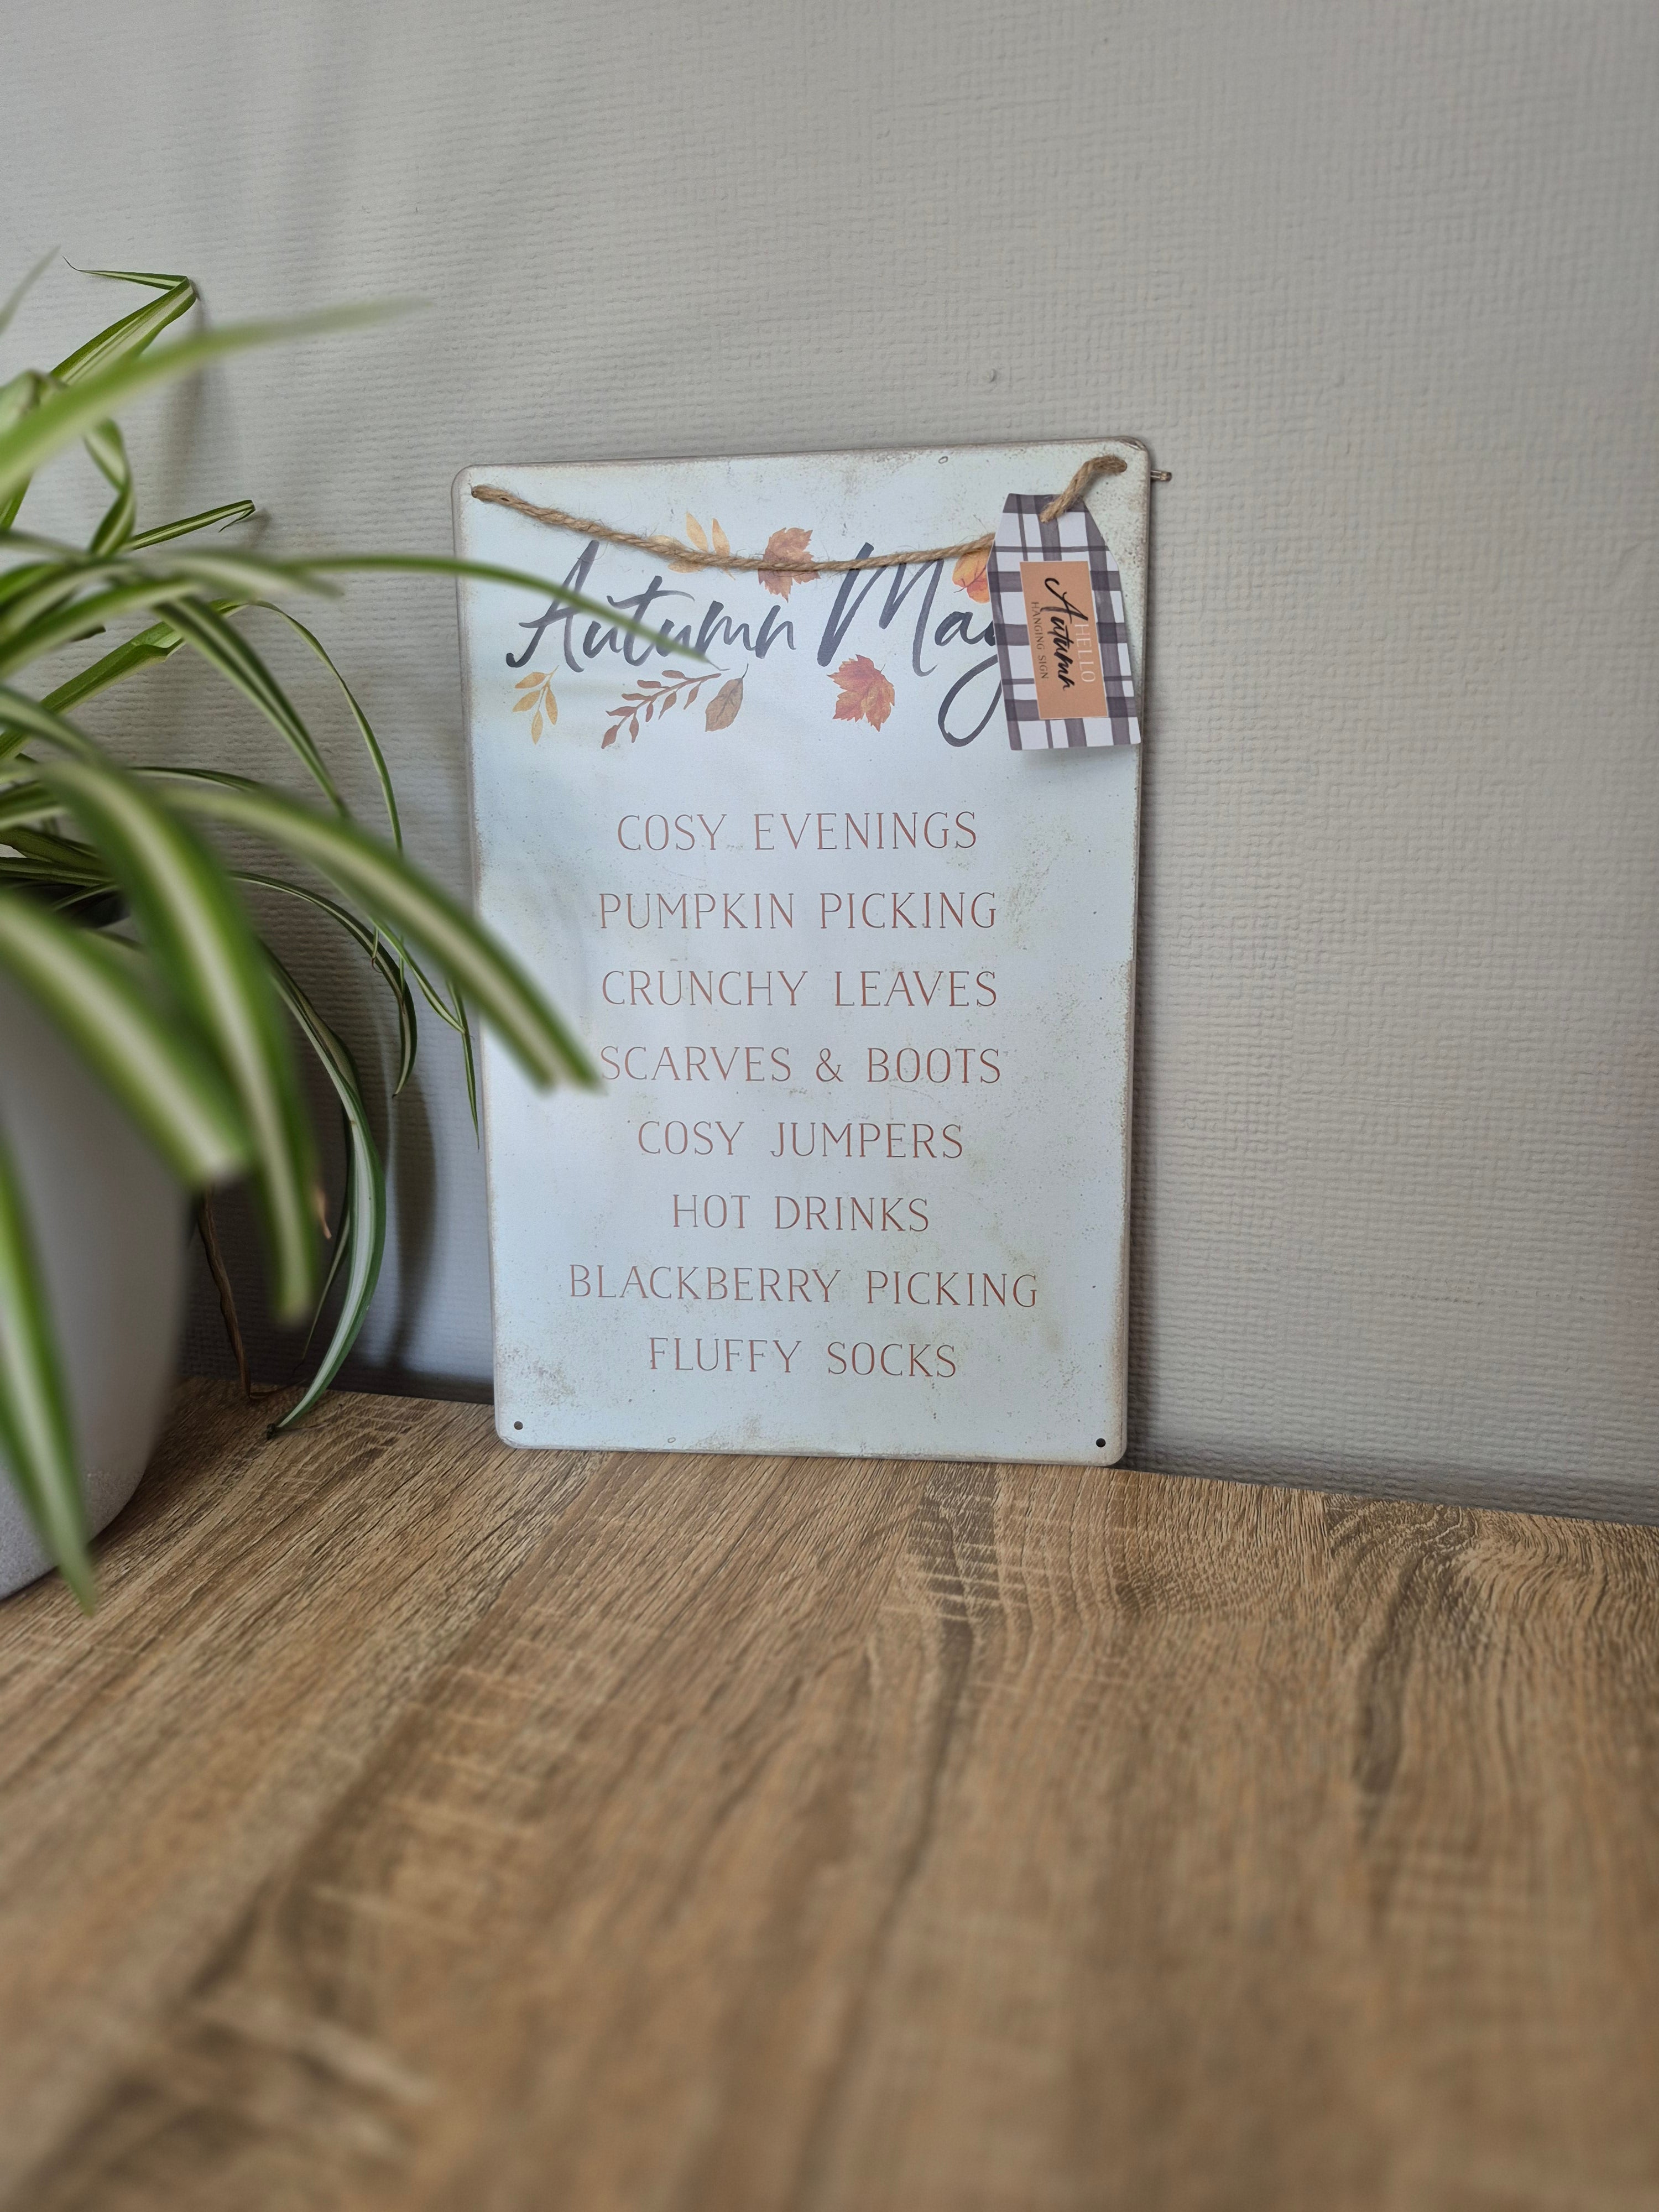 Autumn Mag
HELLO
Autumn
HANGING SIGN
COSY EVENINGS
PUMPKIN PICKING
CRUNCHY LEAVES
SCARVES & BOOTS
COSY JUMPERS
HOT DRINKS
BLACKBERRY PICKING
FLUFFY SOCKS